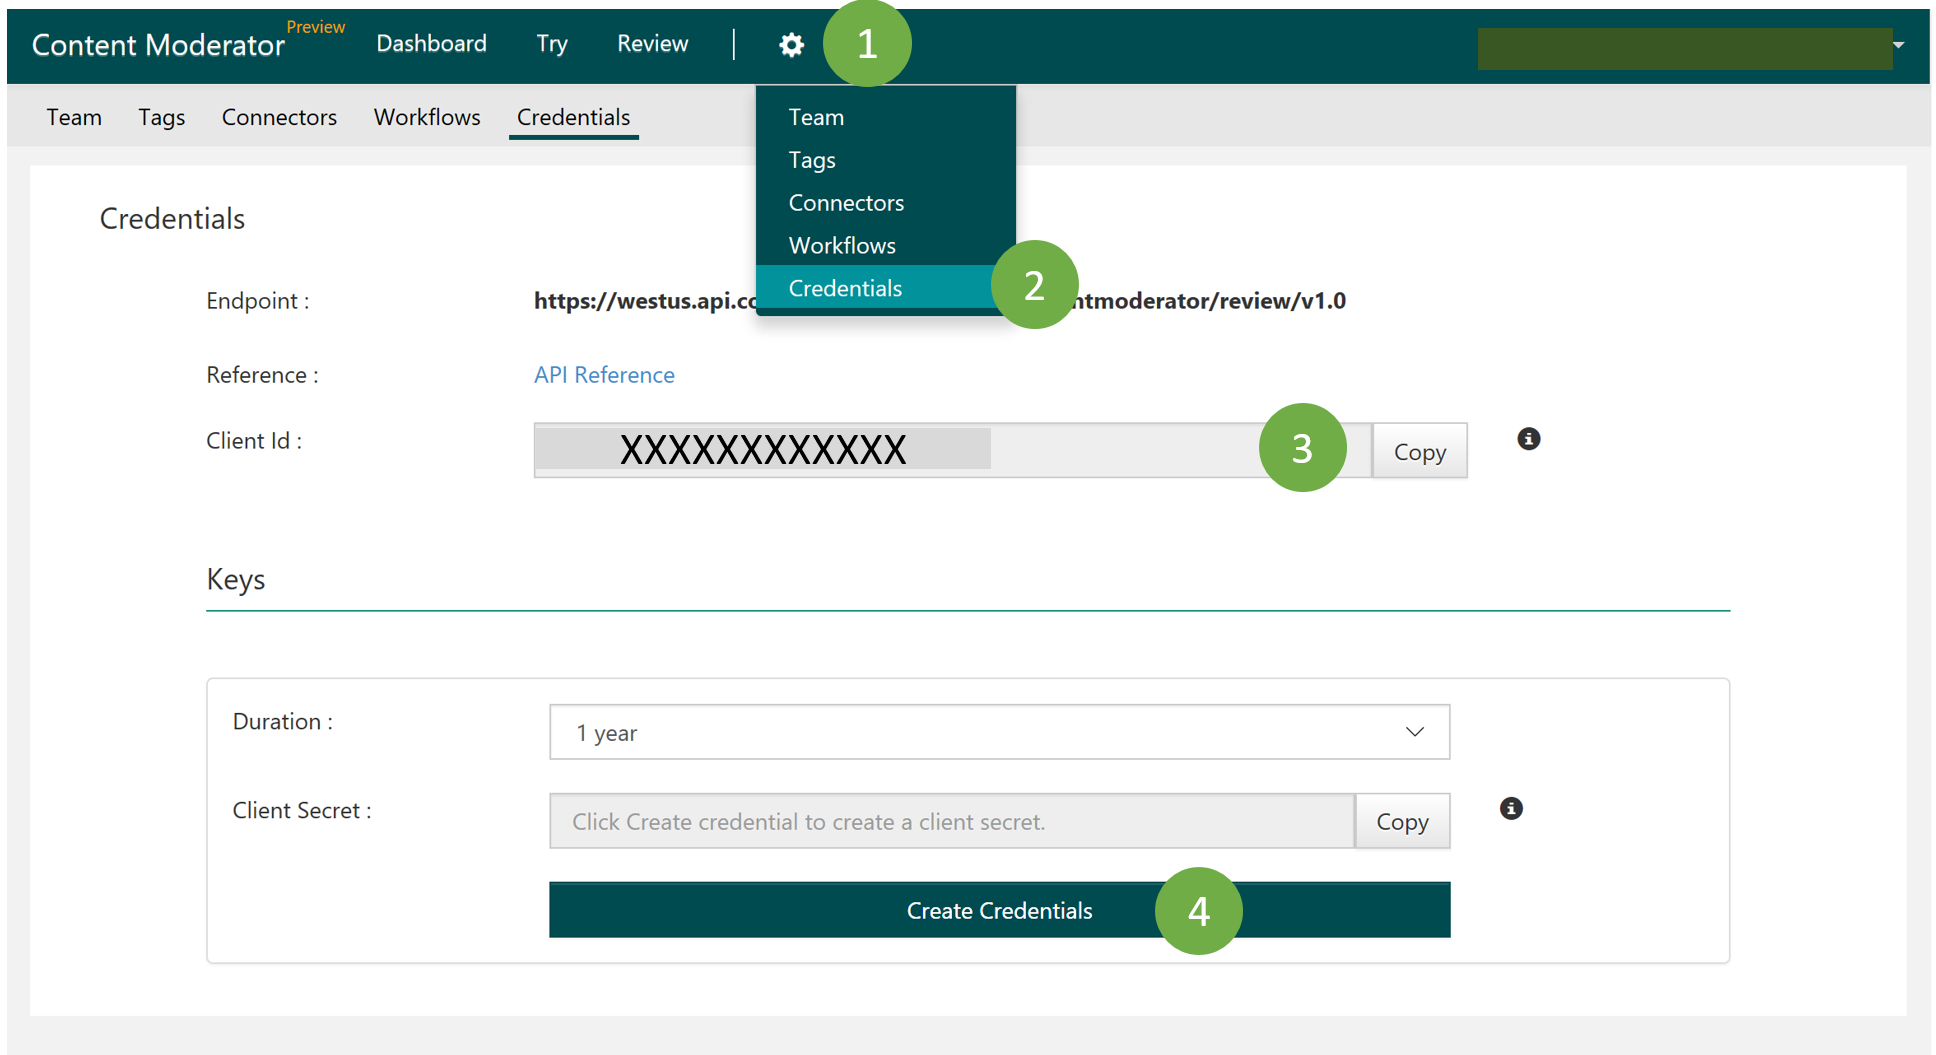 Content Moderator Preview Dashboard Try Review 1
Team Tags Connectors Workflows Credentials
Team
Tags
Connectors
Workflows
Credentials 2
Credentials
Endpoint : https://westus.api.co ntmoderator/review/v1.0
Reference : API Reference
Client Id : XXXXXXXXXXXX 3 Copy
Keys
Duration : 1 year
Client Secret : Click Create credential to create a client secret. Copy
Create Credentials 4